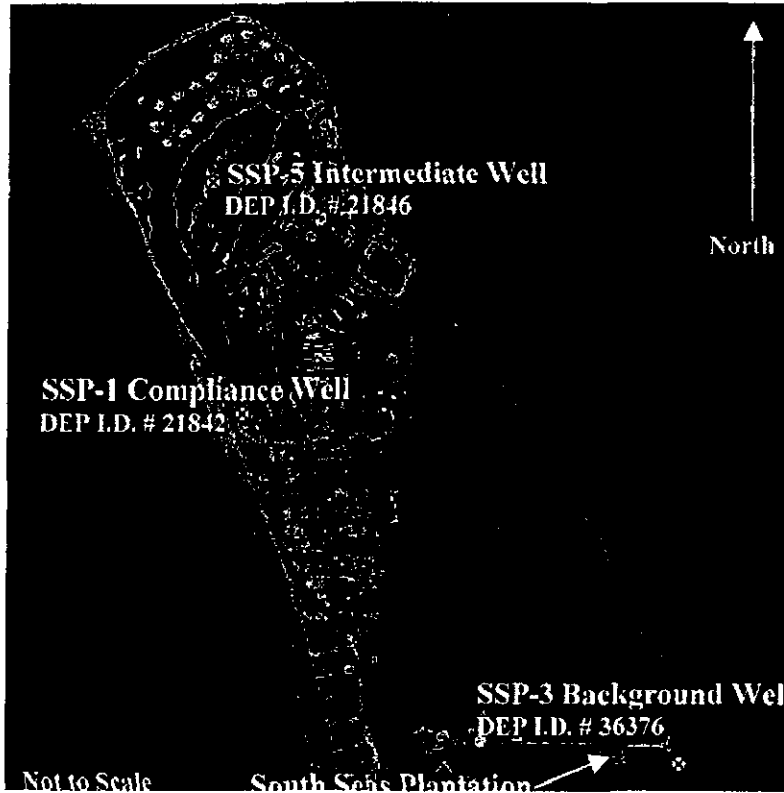 SSP-5 Intermediate Well
DEP I.D. # 21846
North
SSP-1 Compliance Well
DEP I.D. # 21842
SSP-3 Background Wel
DEP I.D. # 36376
Not to Scale
South Seas Plantation